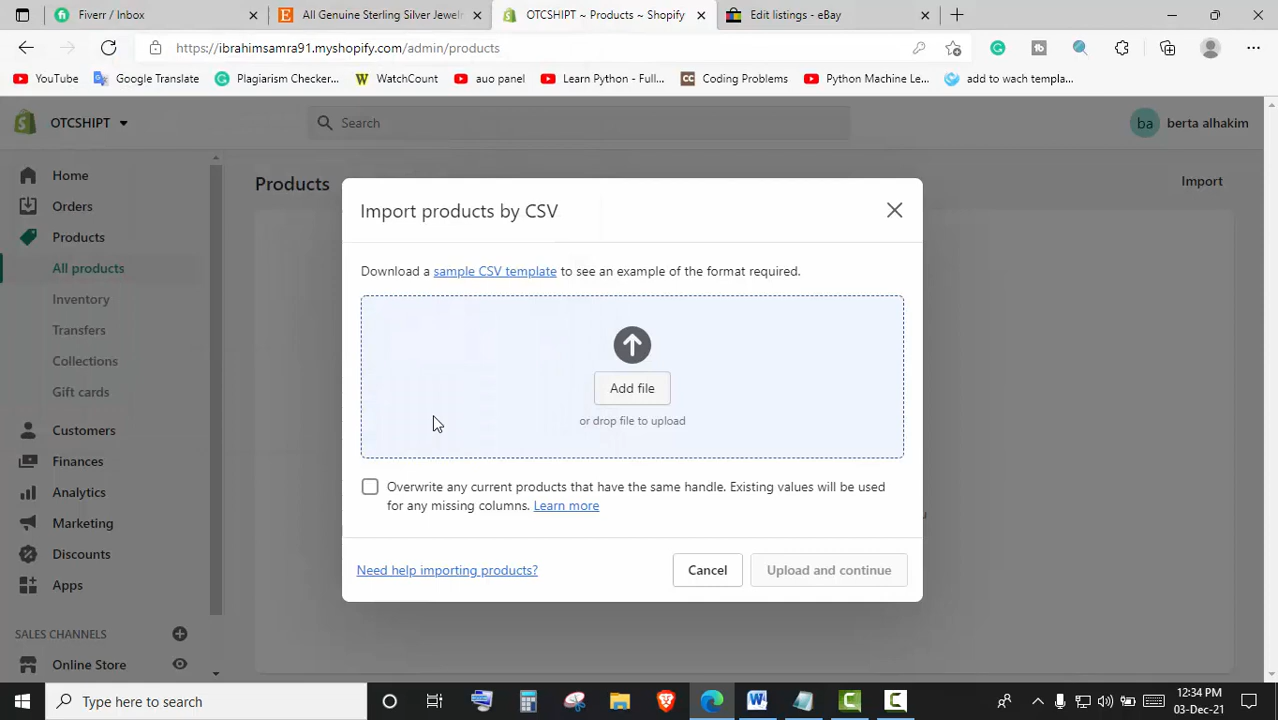 Fiverr / Inbox
All Genuine Sterling Silver Jewelr
OTCSHIPT ~ Products ~ Shopify
Edit listings - eBay
https://ibrahimsamra91.myshopify.com/admin/products
YouTube
Google Translate
Plagiarism Checker...
WatchCount
auo panel
Learn Python - Full...
CC
Coding Problems
Python Machine Le...
add to wach templa...
OTCSHIPT
Search
ba
berta alhakim
Home
Orders
Products
All products
Inventory
Transfers
Collections
Gift cards
Customers
Finances
Analytics
Marketing
Discounts
Apps
SALES CHANNELS
Online Store
Products
Import
Import products by CSV
Download a sample CSV template to see an example of the format required.
Add file
or drop file to upload
Overwrite any current products that have the same handle. Existing values will be used
for any missing columns. Learn more
Need help importing products?
Cancel
Upload and continue
Type here to search
12:34 PM
03-Dec-21